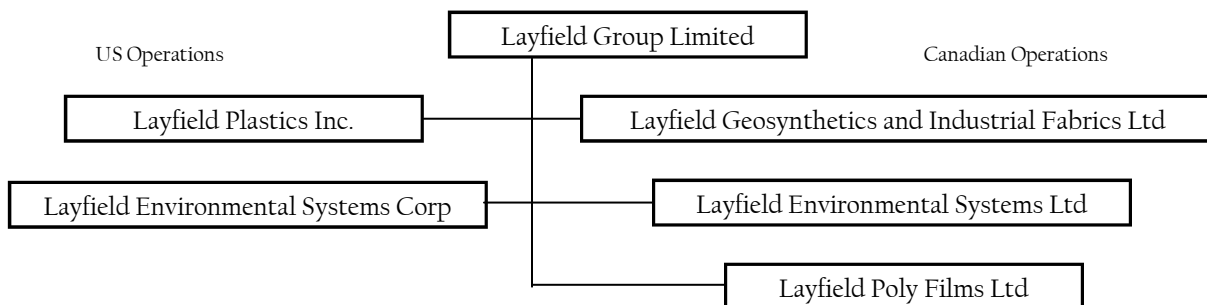 Layfield Group Limited
US Operations
Canadian Operations
Layfield Plastics Inc.
Layfield Geosynthetics and Industrial Fabrics Ltd
Layfield Environmental Systems Corp
Layfield Environmental Systems Ltd
Layfield Poly Films Ltd